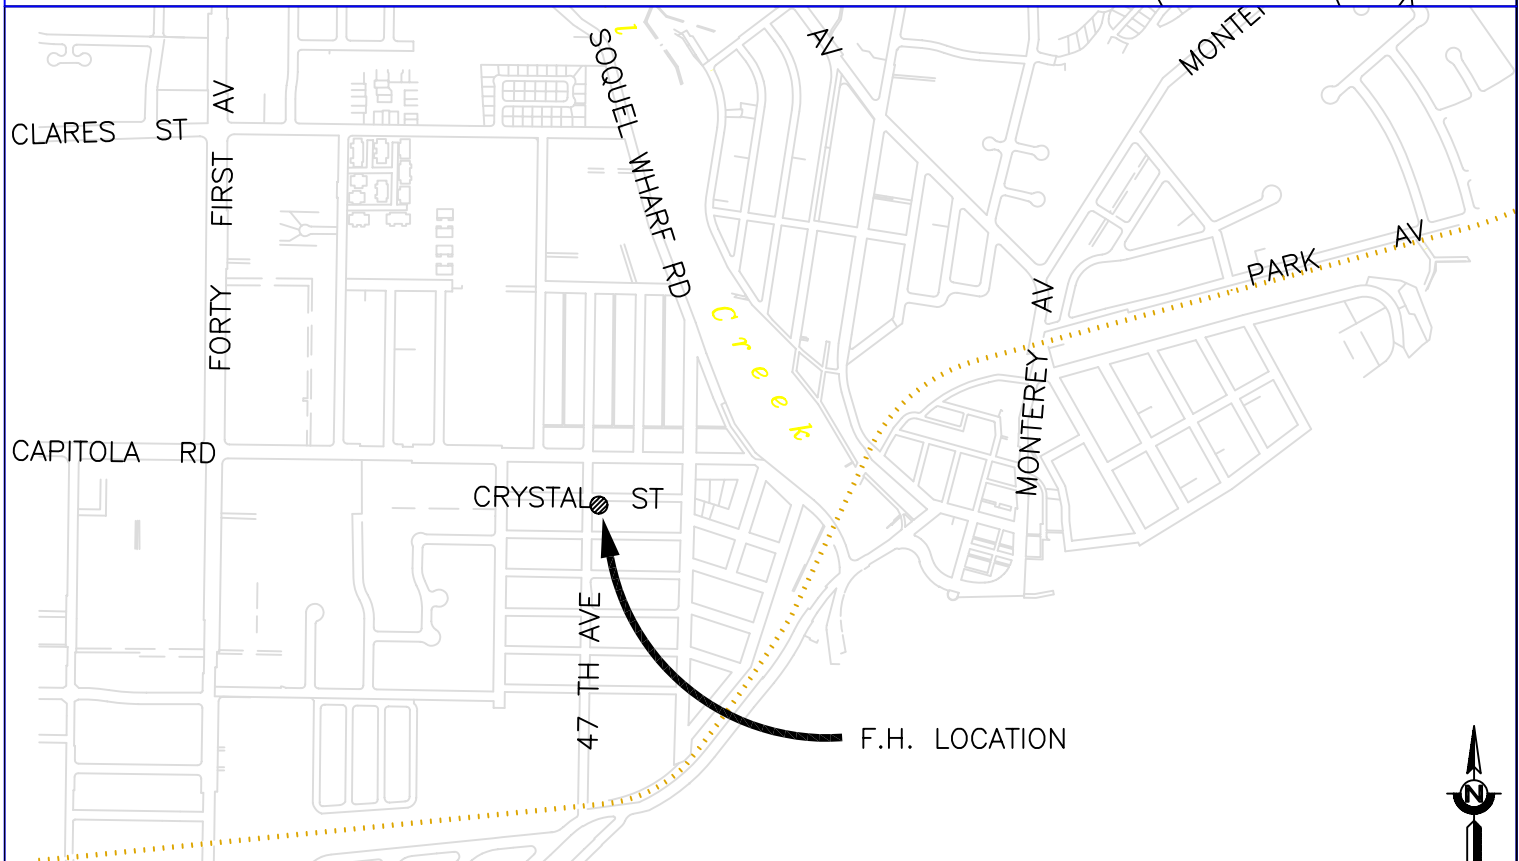 l
AV
MONTE
SOQUEL WHARF RD
CLARES ST
FORTY FIRST AV
PARK AV
MONTEREY AV
Creek
CAPITOLA RD
CRYSTAL ST
47 TH AVE
F.H. LOCATION
N